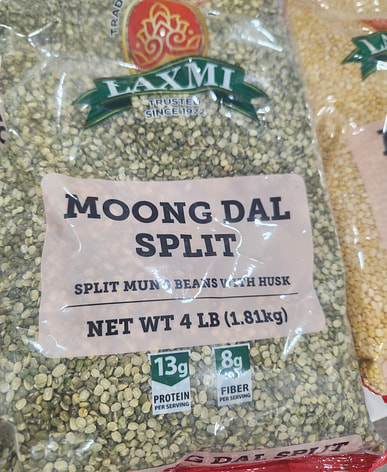 TRAD
LAXMI
TRUSTED
SINCE 1972
MOONG DAL
SPLIT
SPLIT MUNG BEANS WITH HUSK
NET WT 4 LB (1.81kg)
13g
PROTEIN
PER SERVING
8g
FIBER
PER SERVING
G DAL SPLIT